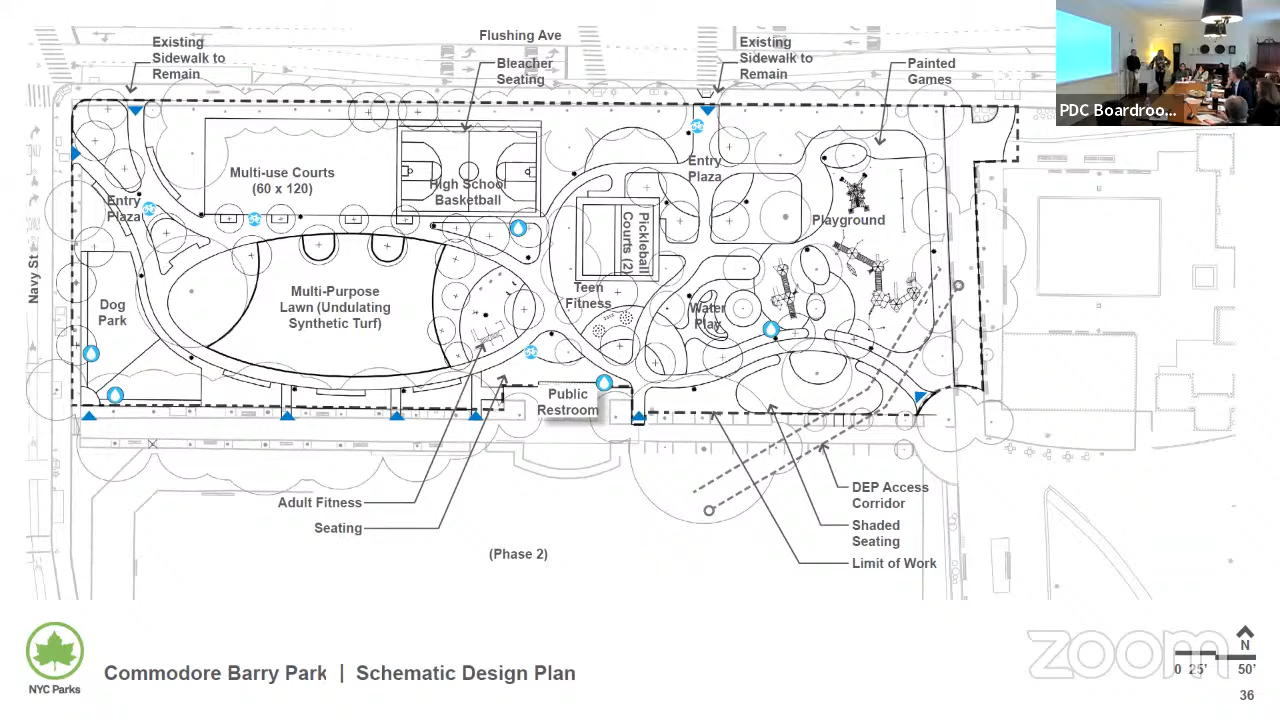 Flushing Ave
Existing
Sidewalk to
Remain
Bleacher
Seating
Existing
Sidewalk to
Remain
Painted
Games
PDC Boardroo...
Multi-use Courts
(60 x 120)
High School
Basketball
Entry
Plaza
Entry
Plaza
Pickleball
Courts (2)
Playground
Navy St
Dog
Park
Multi-Purpose
Lawn (Undulating
Synthetic Turf)
Teen
Fitness
Water
Play
Public
Restroom
Adult Fitness
Seating
(Phase 2)
DEP Access
Corridor
Shaded
Seating
Limit of Work
zoom
N
0 25' 50'
NYC Parks
Commodore Barry Park | Schematic Design Plan
36